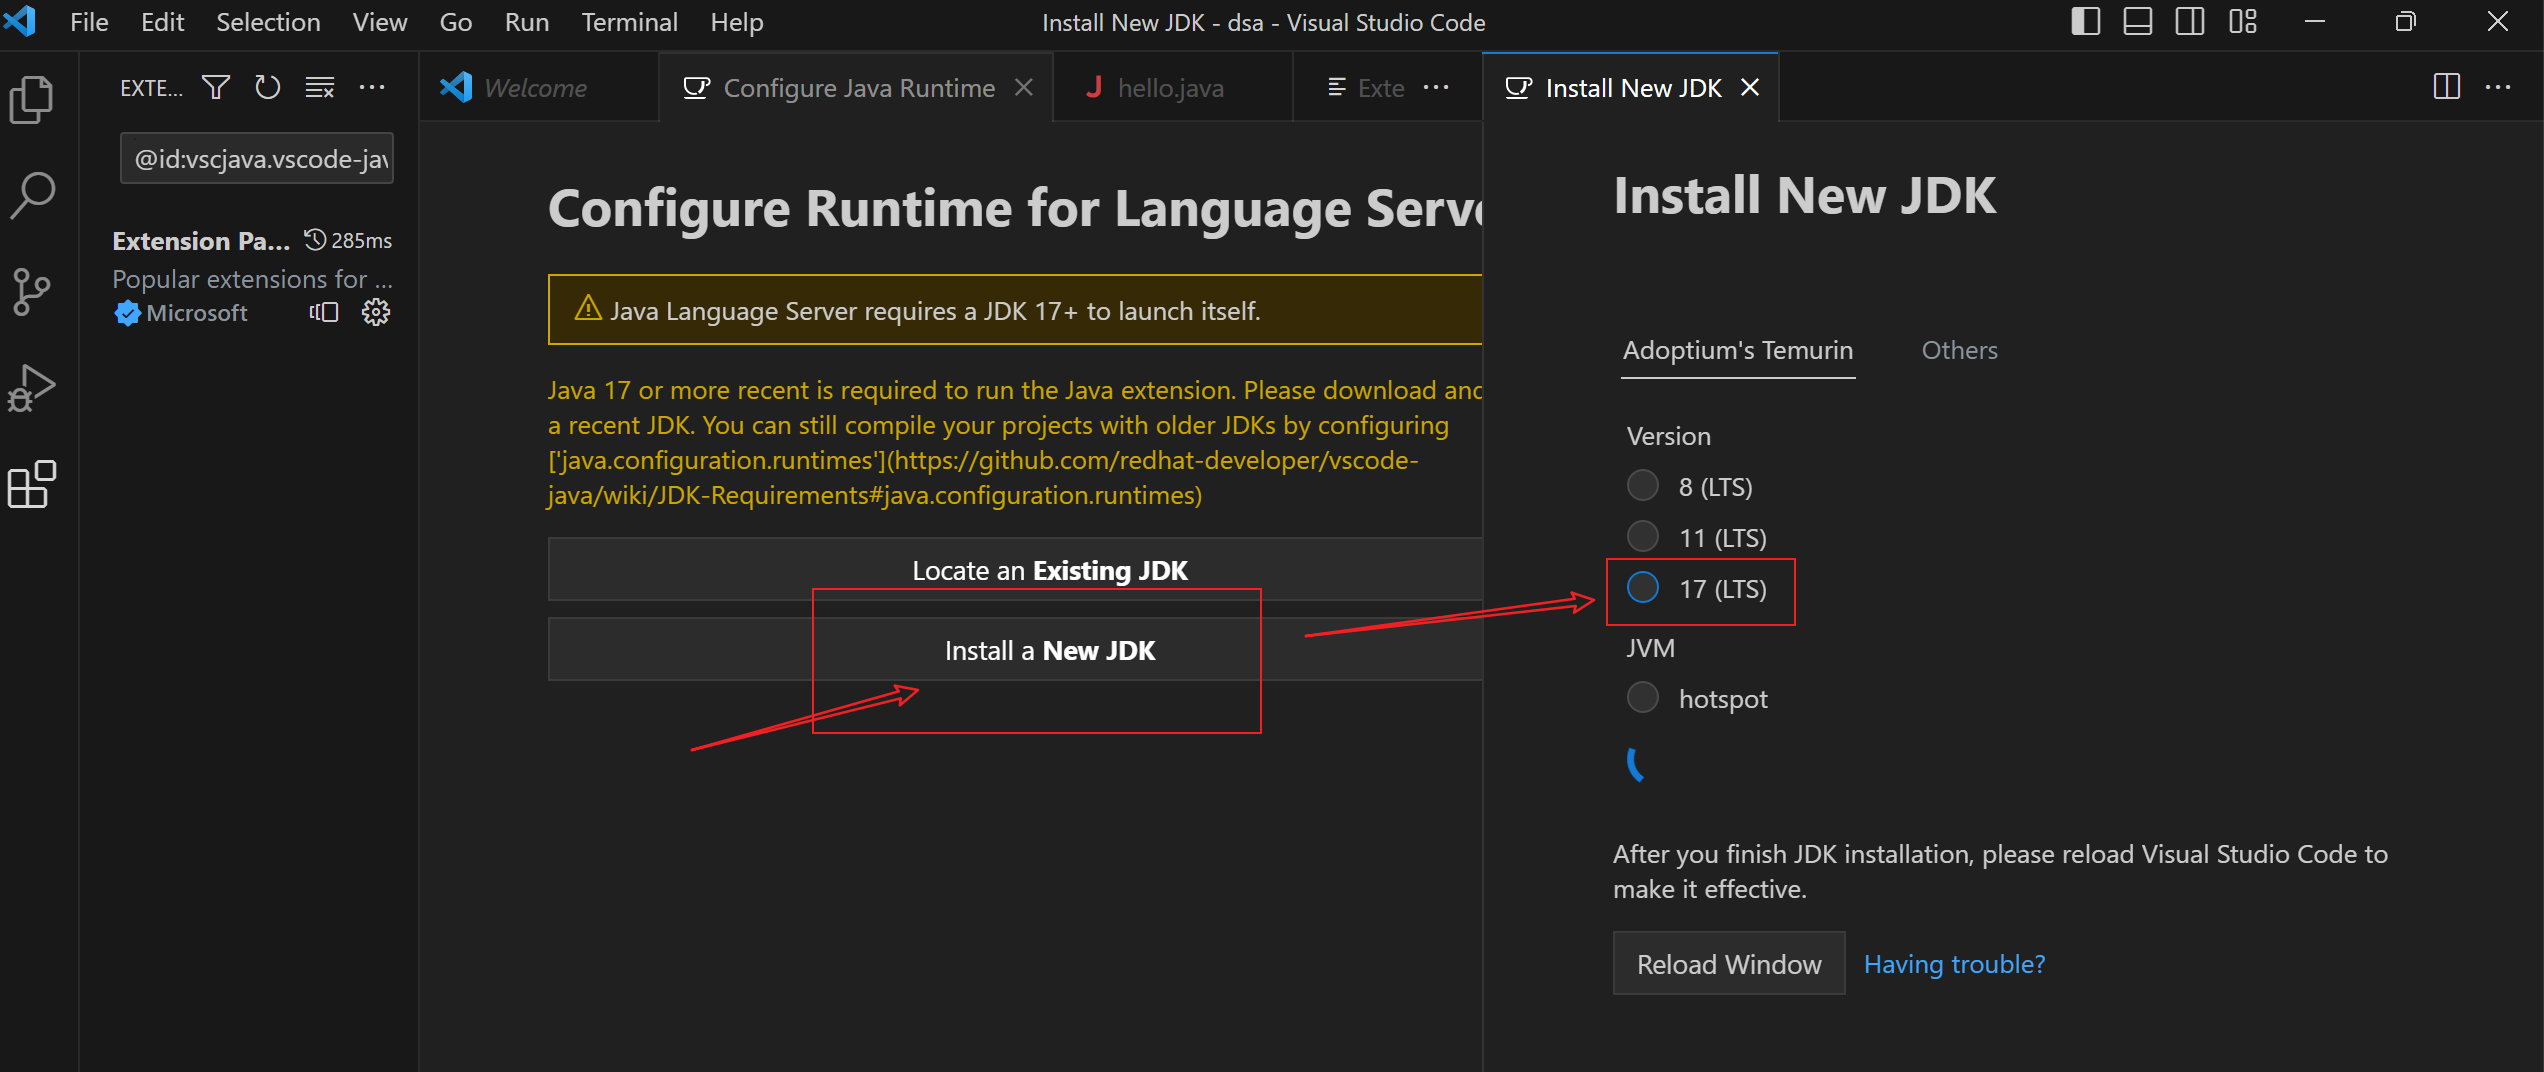 File Edit Selection View Go Run Terminal Help
Install New JDK - dsa - Visual Studio Code
EXTE...
Welcome
Configure Java Runtime
hello.java
Exte
Install New JDK
@id:vscjava.vscode-jav
Extension Pa... 285ms
Popular extensions for ...
Microsoft
Configure Runtime for Language Serve
Java Language Server requires a JDK 17+ to launch itself.
Java 17 or more recent is required to run the Java extension. Please download and
a recent JDK. You can still compile your projects with older JDKs by configuring
['java.configuration.runtimes'](https://github.com/redhat-developer/vscode-
java/wiki/JDK-Requirements#java.configuration.runtimes)
Locate an Existing JDK
Install a New JDK
Install New JDK
Adoptium's Temurin
Others
Version
8 (LTS)
11 (LTS)
17 (LTS)
JVM
hotspot
After you finish JDK installation, please reload Visual Studio Code to
make it effective.
Reload Window
Having trouble?